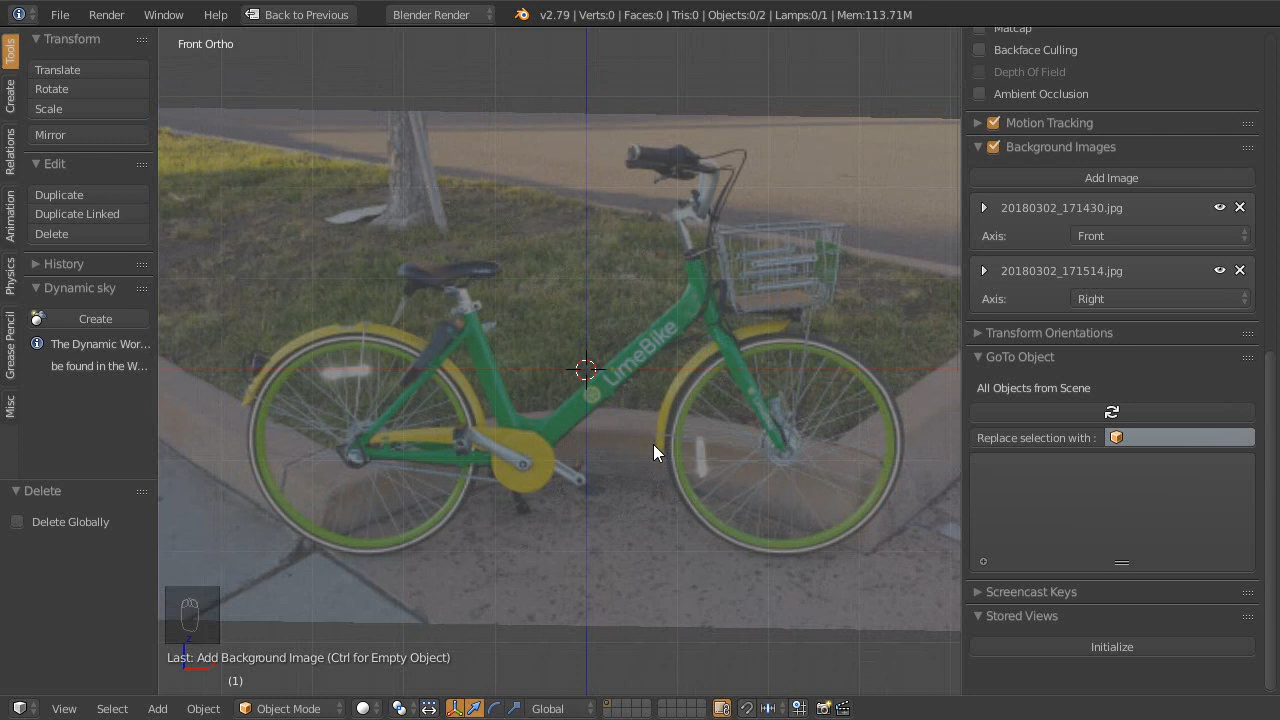 File Render Window Help Back to Previous Blender Render v2.79 | Verts:0 | Faces:0 | Tris:0 | Objects:0/2 | Lamps:0/1 | Mem:113.71M
Tools
Create
Relations
Animation
Physics
Grease Pencil
Misc
Transform
Translate
Rotate
Scale
Mirror
Edit
Duplicate
Duplicate Linked
Delete
History
Dynamic sky
Create
The Dynamic Wor...
be found in the W...
Delete
Delete Globally
Front Ortho
LimeBike
z
Last: Add Background Image (Ctrl for Empty Object)
(1)
Matcap
Backface Culling
Depth Of Field
Ambient Occlusion
Motion Tracking
Background Images
Add Image
20180302_171430.jpg
Axis: Front
20180302_171514.jpg
Axis: Right
Transform Orientations
GoTo Object
All Objects from Scene
Replace selection with :
Screencast Keys
Stored Views
Initialize
View Select Add Object Object Mode Global